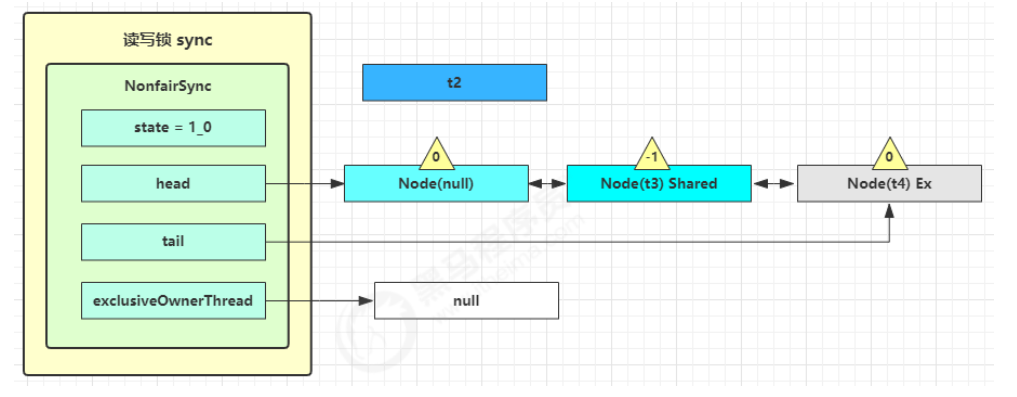 读写锁 sync
NonfairSync
t2
state = 1_0
0
-1
0
head
Node(null)
Node(t3) Shared
Node(t4) Ex
tail
exclusiveOwnerThread
null
黑马程序员